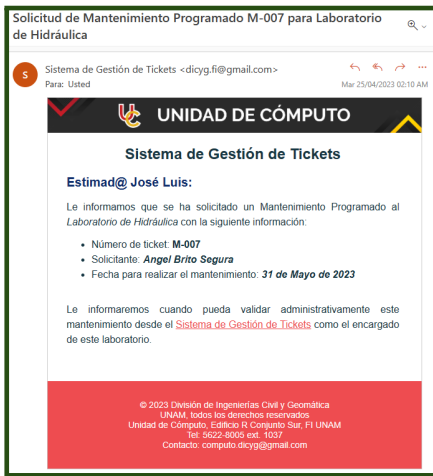 Solicitud de Mantenimiento Programado M-007 para Laboratorio
de Hidráulica
S
Sistema de Gestión de Tickets <dicyg.fi@gmail.com>
Para: Usted
Mar 25/04/2023 02:10 AM
UC UNIDAD DE CÓMPUTO
Sistema de Gestión de Tickets
Estimad@ José Luis:
Le informamos que se ha solicitado un Mantenimiento Programado al
Laboratorio de Hidráulica con la siguiente información:
• Número de ticket: M-007
• Solicitante: Angel Brito Segura
• Fecha para realizar el mantenimiento: 31 de Mayo de 2023
Le informaremos cuando pueda validar administrativamente este
mantenimiento desde el Sistema de Gestión de Tickets como el encargado
de este laboratorio.
© 2023 División de Ingenierías Civil y Geomática
UNAM, todos los derechos reservados
Unidad de Cómputo, Edificio R Conjunto Sur, FI UNAM
Tel: 5622-8005 ext. 1037
Contacto: computo.dicyg@gmail.com